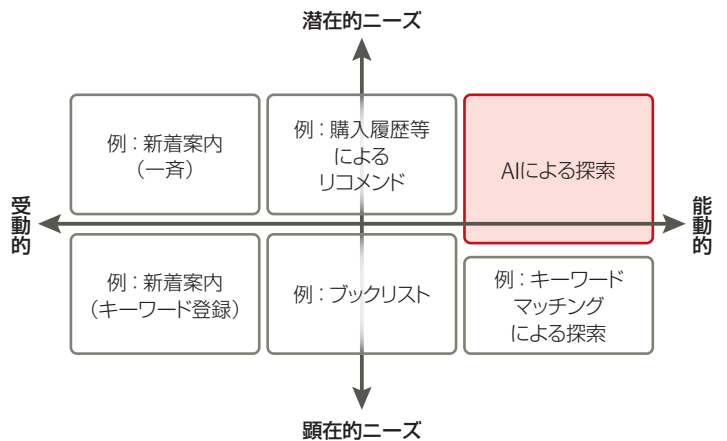 潜在的ニーズ
例：新着案内
（一斉）
例：購入履歴等
による
リコメンド
AIによる探索
受動的
能動的
例：新着案内
（キーワード登録）
例：ブックリスト
例：キーワード
マッチング
による探索
顕在的ニーズ